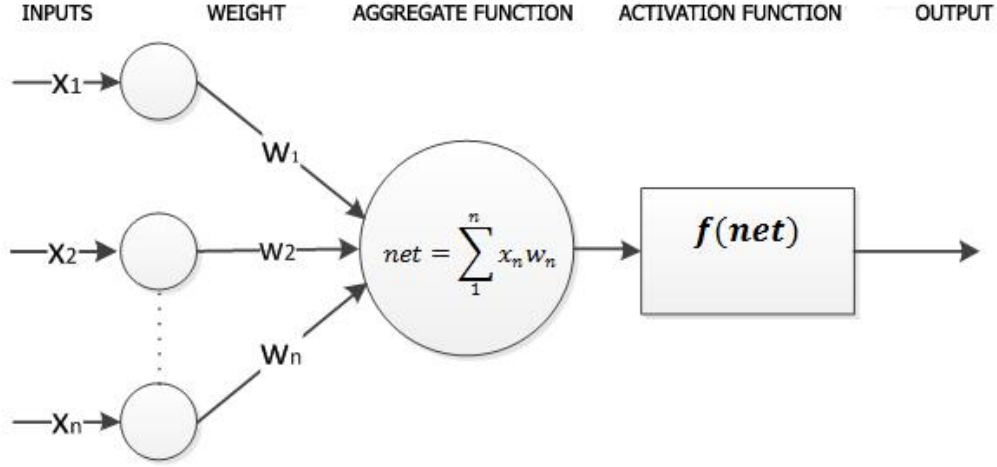 INPUTS WEIGHT AGGREGATE FUNCTION ACTIVATION FUNCTION OUTPUT
X1
W1
X2
W2
net = n∑1 xnwn
f(net)
Wn
Xn